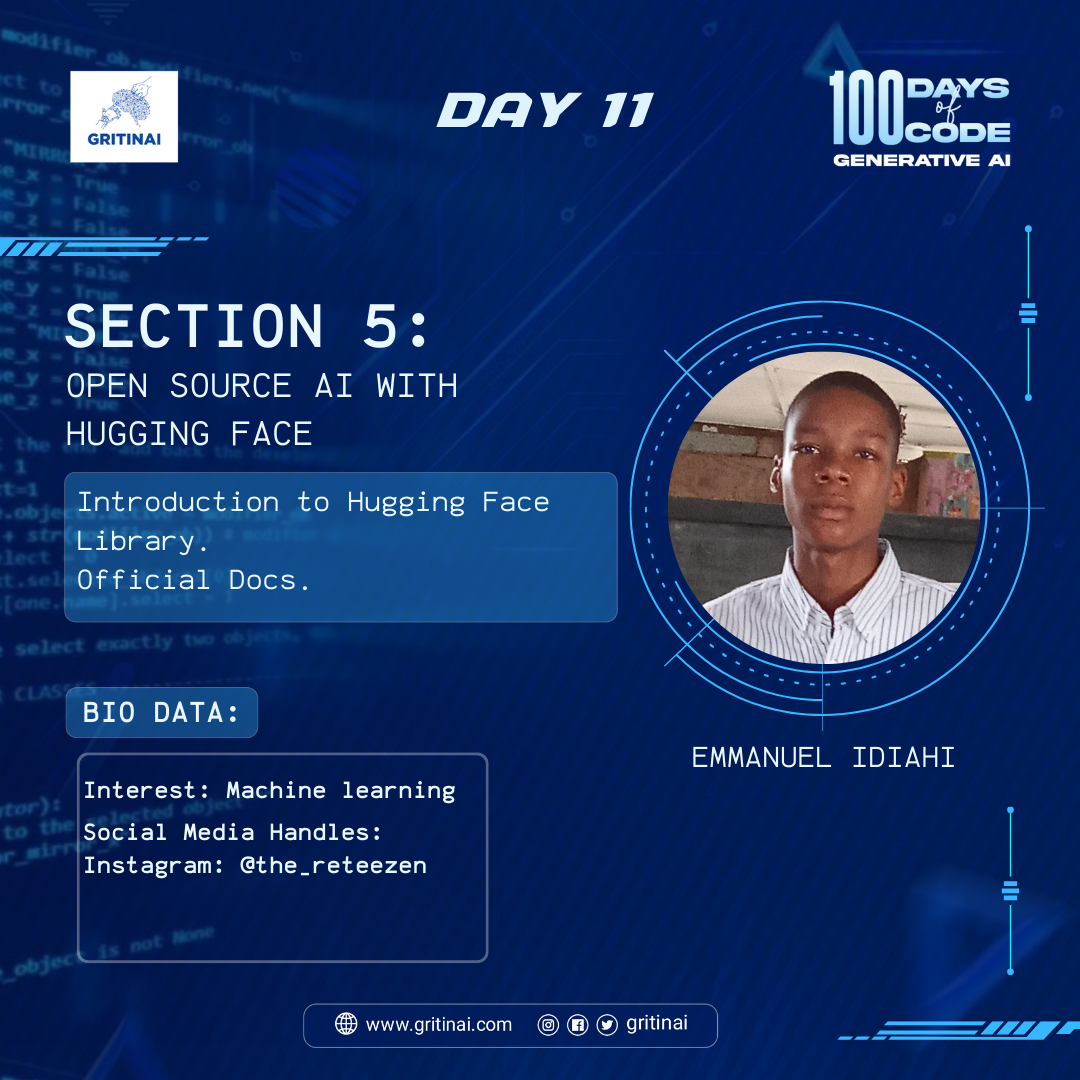 GRITINAI
DAY 11
100 DAYS
of
CODE
GENERATIVE AI
SECTION 5:
OPEN SOURCE AI WITH
HUGGING FACE
Introduction to Hugging Face
Library.
Official Docs.
BIO DATA:
Interest: Machine learning
Social Media Handles:
Instagram: @the_reteezen
EMMANUEL IDIAHI
www.gritinai.com
gritinai